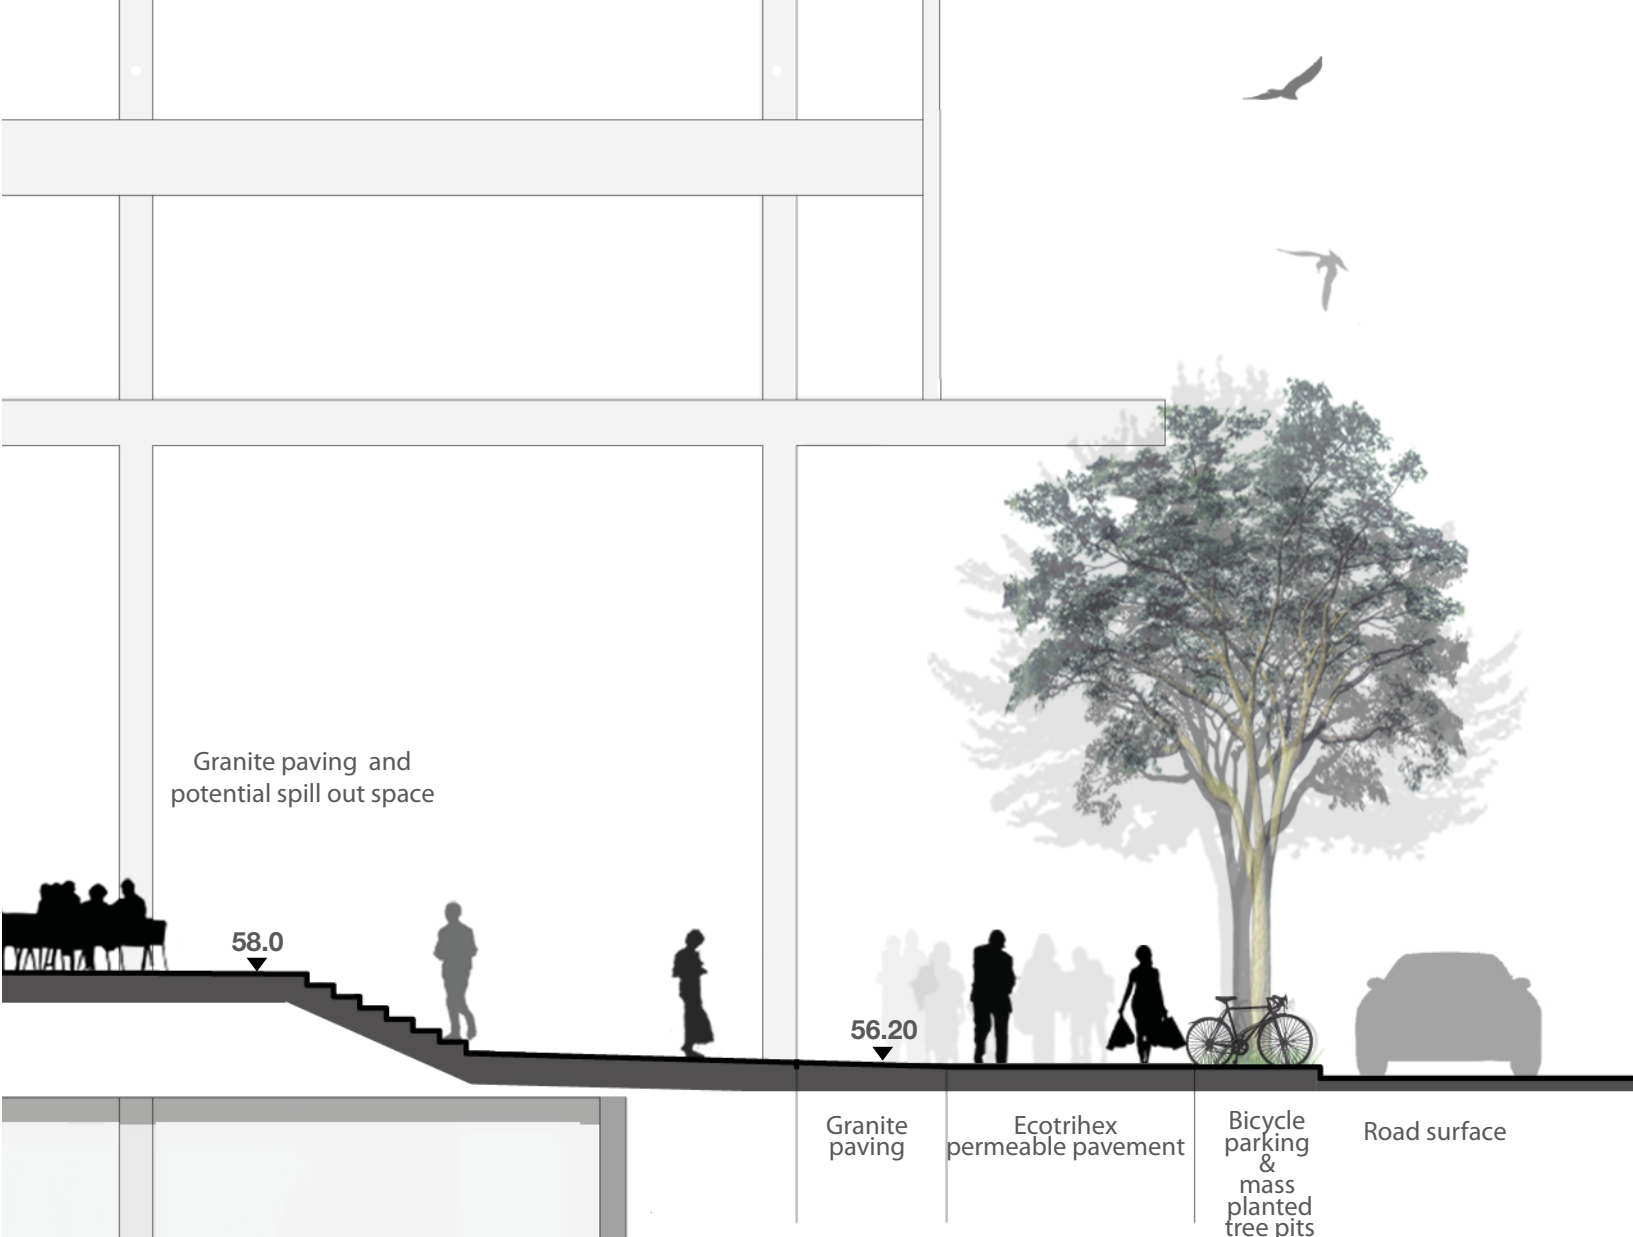 Granite paving and
potential spill out space
58.0
56.20
Granite
paving
Ecotrihex
permeable pavement
Bicycle
parking
&
mass
planted
tree pits
Road surface